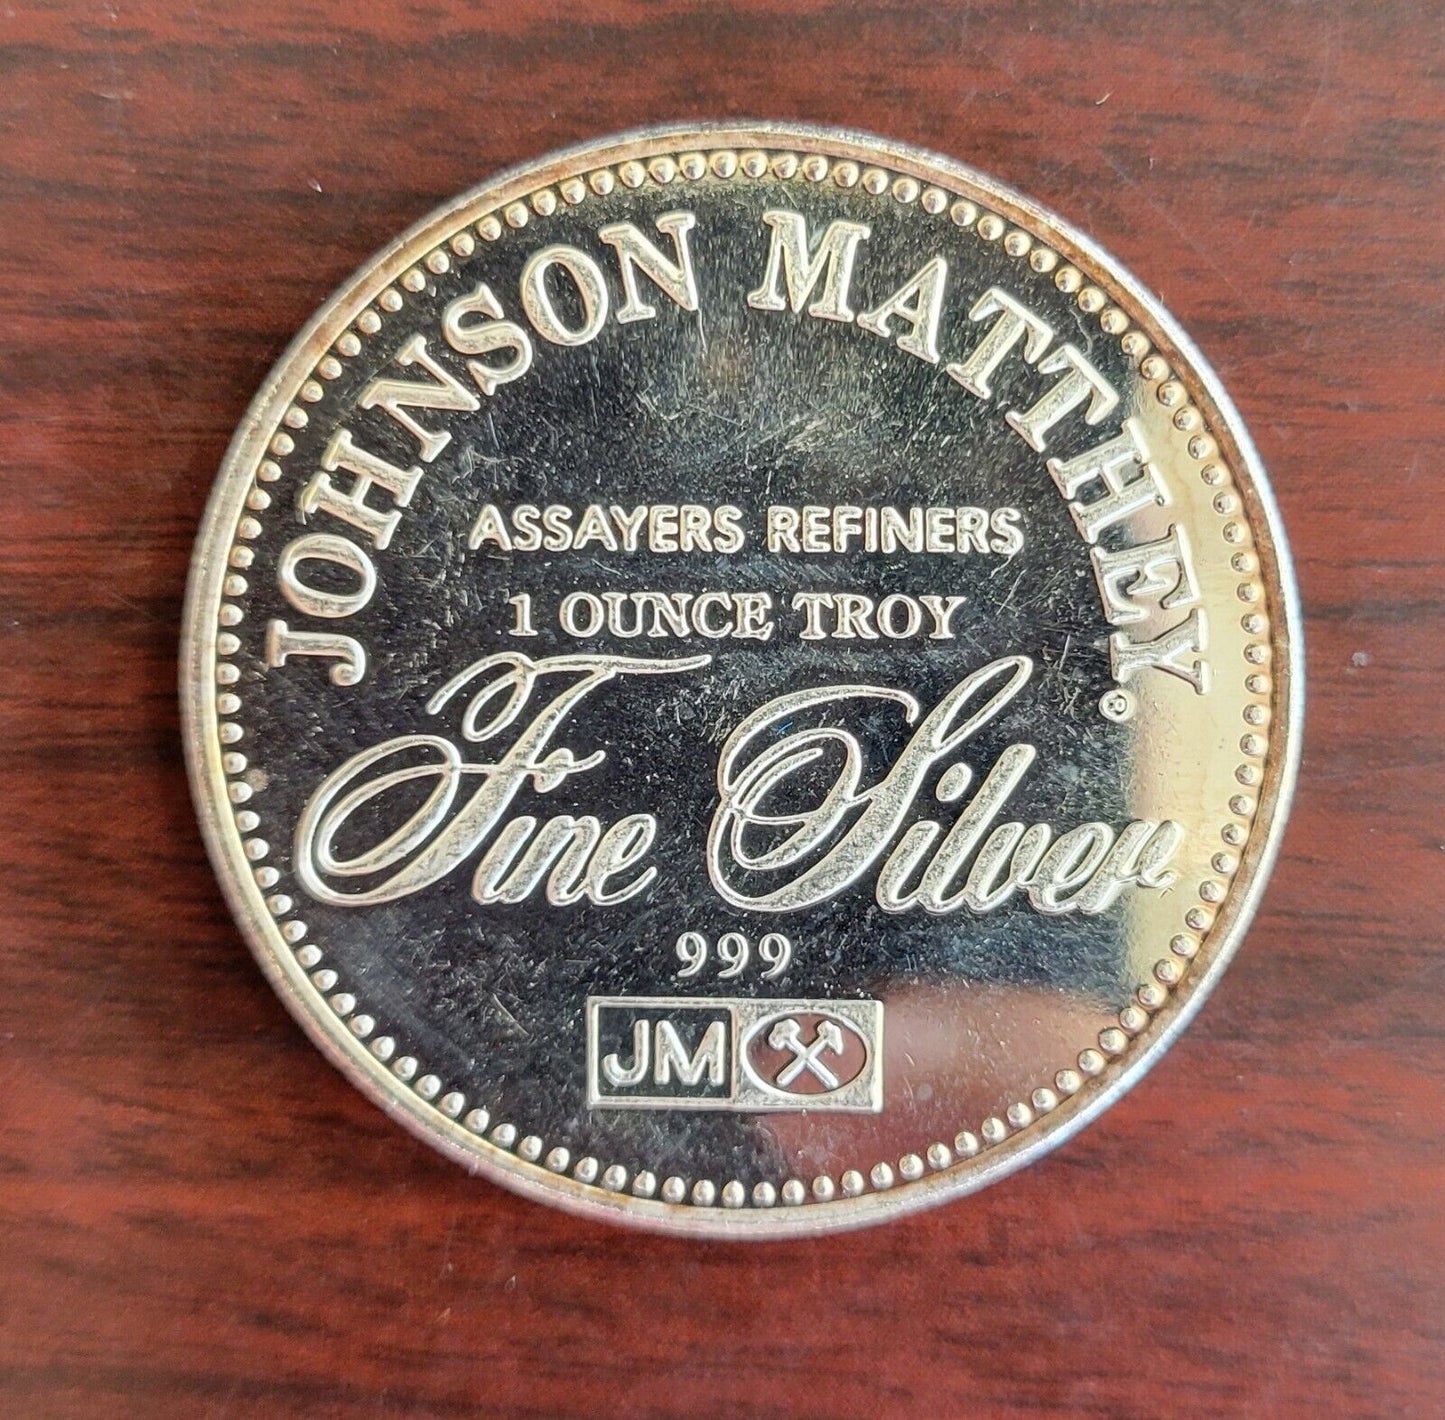 JOHNSON MATTHEY®
ASSAYERS REFINERS
1 OUNCE TROY
Fine Silver
999
JM